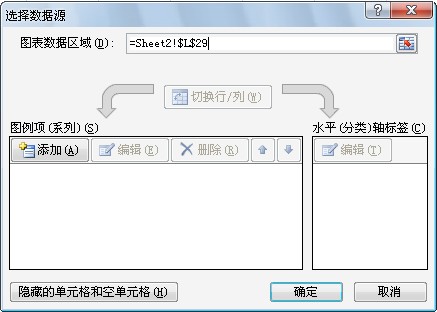 选择数据源
图表数据区域(D): =Sheet2!$L$29
切换行/列(W)
图例项(系列)(S)
水平(分类)轴标签(C)
添加(A) 编辑(E) 删除(R)
编辑(T)
隐藏的单元格和空单元格(H)
确定
取消